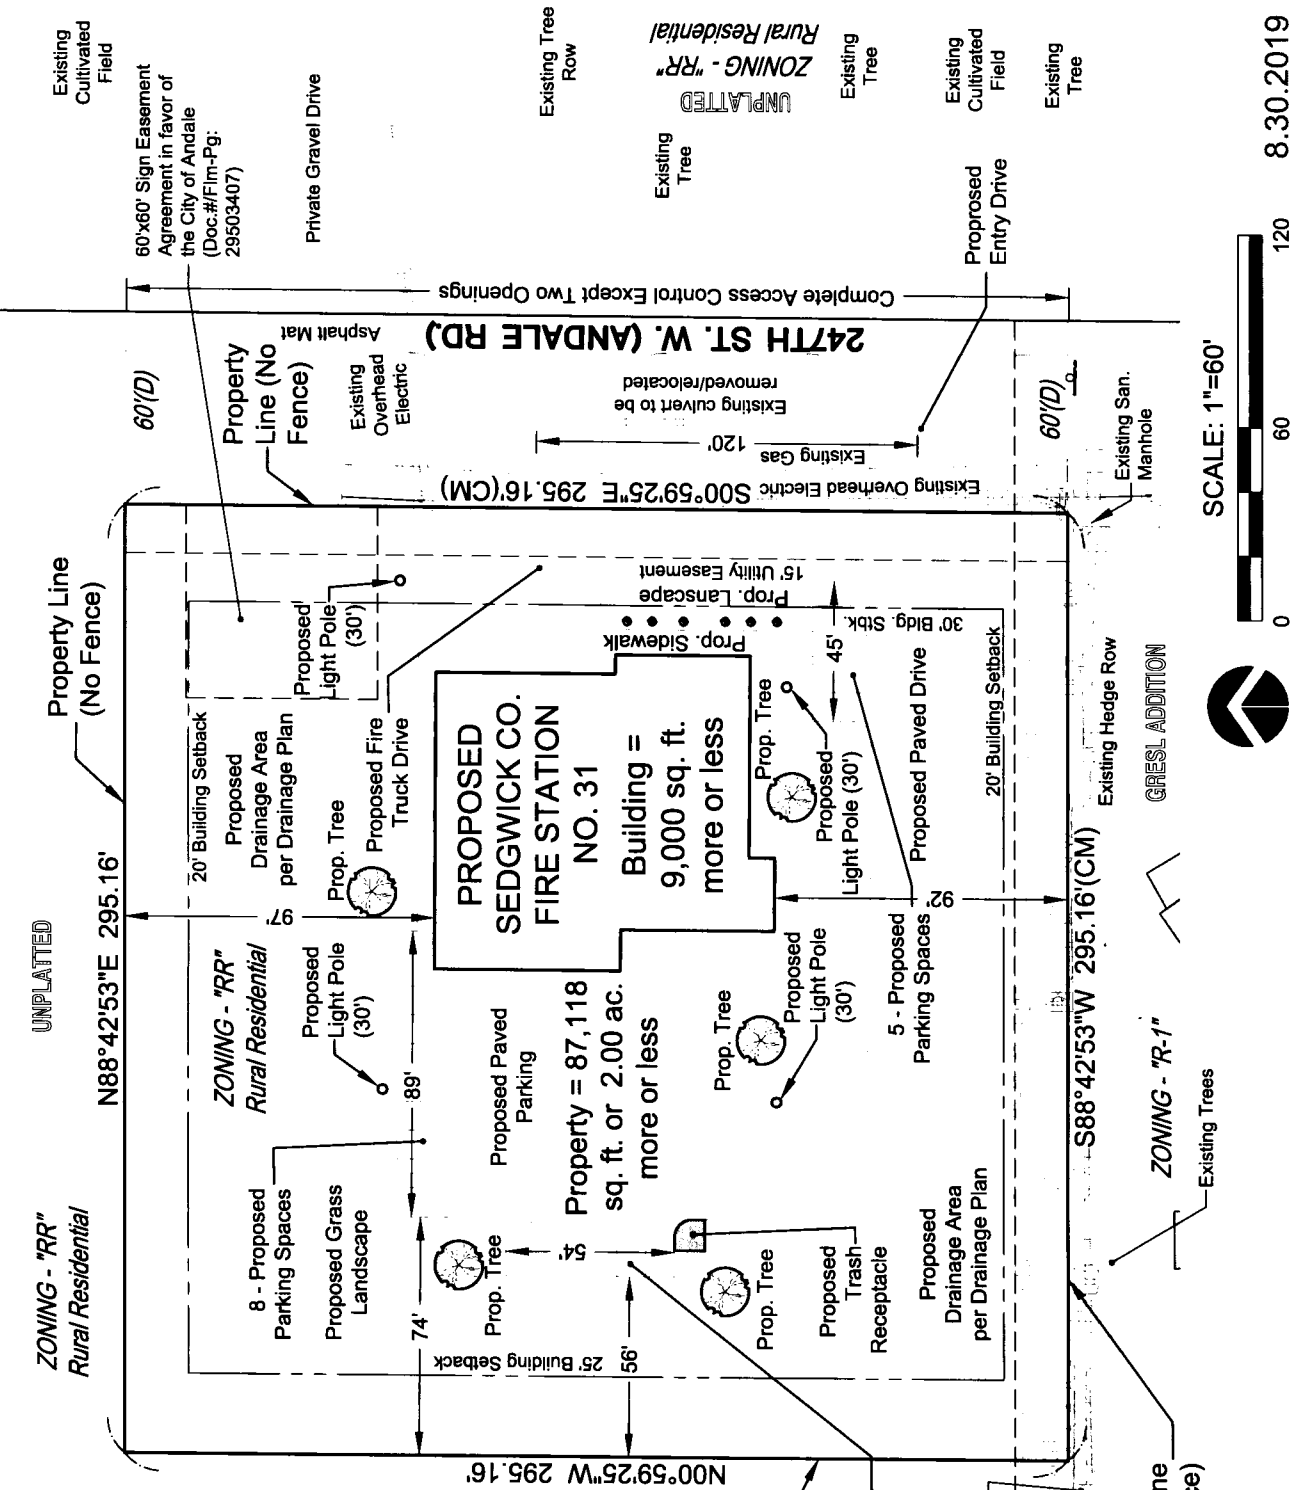 Existing
Cultivated
Field
60'x60' Sign Easement
Agreement in favor of
the City of Andale
(Doc.#/Flm-Pg:
29503407)
Private Gravel Drive
Existing Tree
Row
ZONING - "RR"
Rural Residential
UNPLATTED
Existing
Tree
Existing
Tree
Existing
Cultivated
Field
Existing
Tree
8.30.2019
Proprosed
Entry Drive
Complete Access Control Except Two Openings
247TH ST. W. (ANDALE RD.)
Asphalt Mat
60'(D)
Property
Line (No
Fence)
Existing
Overhead
Electric
Existing culvert to be
removed/relocated
120'
Existing Gas
Existing Overhead Electric
S00°59'25"E 295.16'(CM)
60'(D)
Existing San.
Manhole
SCALE: 1"=60'
0
60
120
Property Line
(No Fence)
15' Utility Easement
Prop. Lanscape
Prop. Sidewalk
30' Bldg. Stbk.
45'
Proposed
Light Pole
(30')
20' Building Setback
Proposed
Drainage Area
per Drainage Plan
Proposed Fire
Truck Drive
Prop. Tree
97'
PROPOSED
SEDGWICK CO.
FIRE STATION
NO. 31
Building =
9,000 sq. ft.
more or less
Prop. Tree
Proposed
Light Pole (30')
Proposed Paved Drive
20' Building Setback
Existing Hedge Row
GRESL ADDITION
92'
5 - Proposed
Parking Spaces
UNPLATTED
N88°42'53"E 295.16'
ZONING - "RR"
Rural Residential
Proposed
Light Pole
(30')
89'
Proposed Paved
Parking
Property = 87,118
sq. ft. or 2.00 ac.
more or less
Prop. Tree
Proposed
Light Pole
(30')
S88°42'53"W 295.16'(CM)
ZONING - "R-1"
Existing Trees
ZONING - "RR"
Rural Residential
8 - Proposed
Parking Spaces
Proposed Grass
Landscape
74'
Prop. Tree
54'
25' Building Setback
56'
Prop. Tree
Proposed
Trash
Receptacle
Proposed
Drainage Area
per Drainage Plan
N00°59'25"W 295.16'